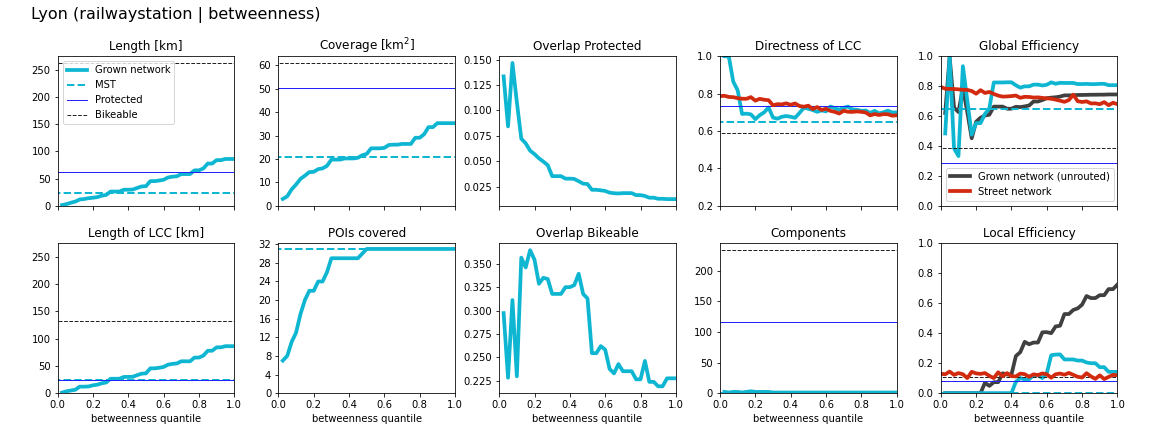 Lyon (railwaystation | betweenness)
Length [km]
250
200
150
100
50
0
Grown network
MST
Protected
Bikeable
Coverage [km²]
60
50
40
30
20
10
0
Overlap Protected
0.150
0.125
0.100
0.075
0.050
0.025
Directness of LCC
1.0
0.8
0.6
0.4
0.2
Global Efficiency
1.0
0.8
0.6
0.4
0.2
0.0
Grown network (unrouted)
Street network
Length of LCC [km]
250
200
150
100
50
0
0.0 0.2 0.4 0.6 0.8 1.0
betweenness quantile
POIs covered
32
28
24
20
16
12
8
4
0
0.0 0.2 0.4 0.6 0.8 1.0
betweenness quantile
Overlap Bikeable
0.350
0.325
0.300
0.275
0.250
0.225
0.0 0.2 0.4 0.6 0.8 1.0
betweenness quantile
Components
200
150
100
50
0
0.0 0.2 0.4 0.6 0.8 1.0
betweenness quantile
Local Efficiency
1.0
0.8
0.6
0.4
0.2
0.0
0.0 0.2 0.4 0.6 0.8 1.0
betweenness quantile